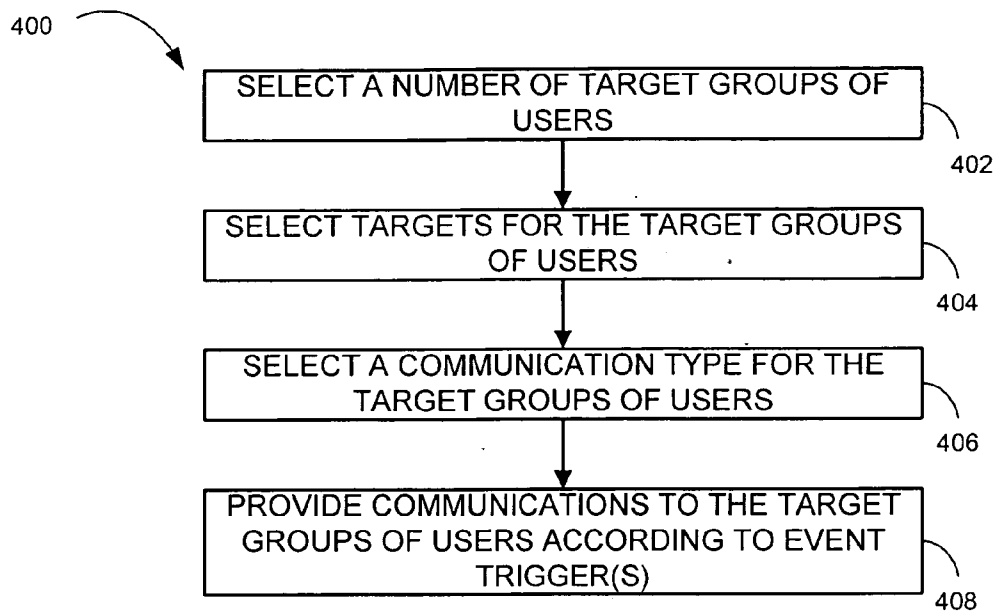 400
SELECT A NUMBER OF TARGET GROUPS OF
USERS
402
SELECT TARGETS FOR THE TARGET GROUPS
OF USERS
404
SELECT A COMMUNICATION TYPE FOR THE
TARGET GROUPS OF USERS
406
PROVIDE COMMUNICATIONS TO THE TARGET
GROUPS OF USERS ACCORDING TO EVENT
TRIGGER(S)
408